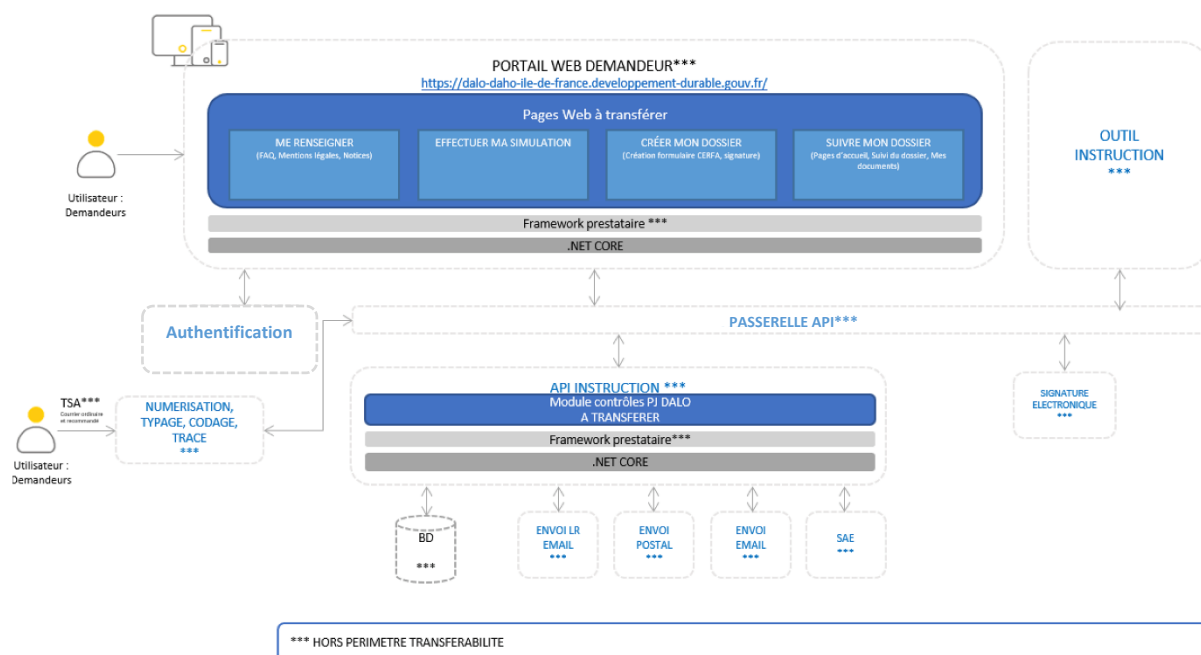 PORTAIL WEB DEMANDEUR***
https://dalo-daho-ile-de-france.developpement-durable.gouv.fr/
Pages Web à transférer
ME RENSEIGNER
(FAQ, Mentions légales, Notices)
EFFECTUER MA SIMULATION
CRÉER MON DOSSIER
(Création formulaire CERFA, signature)
SUIVRE MON DOSSIER
(Pages d'accueil, Suivi du dossier, Mes
documents)
Framework prestataire ***
.NET CORE
OUTIL
INSTRUCTION
***
Utilisateur :
Demandeurs
Authentification
PASSERELLE API***
TSA***
Courrier ordinaire
et recommandé
Utilisateur :
Demandeurs
NUMERISATION,
TYPAGE, CODAGE,
TRACE
***
API INSTRUCTION ***
Module contrôles PJ DALO
A TRANSFERER
Framework prestataire***
.NET CORE
SIGNATURE
ELECTRONIQUE
***
BD
***
ENVOI LR
EMAIL
***
ENVOI
POSTAL
***
ENVOI
EMAIL
***
SAE
***
*** HORS PERIMETRE TRANSFERABILITE